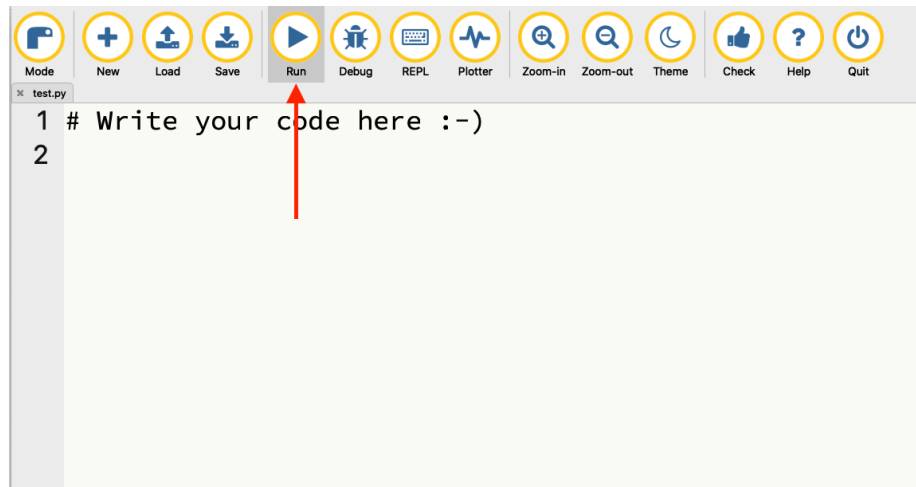 Mode New Load Save Run Debug REPL Plotter Zoom-in Zoom-out Theme Check Help Quit
× test.py
1 # Write your code here :-)
2